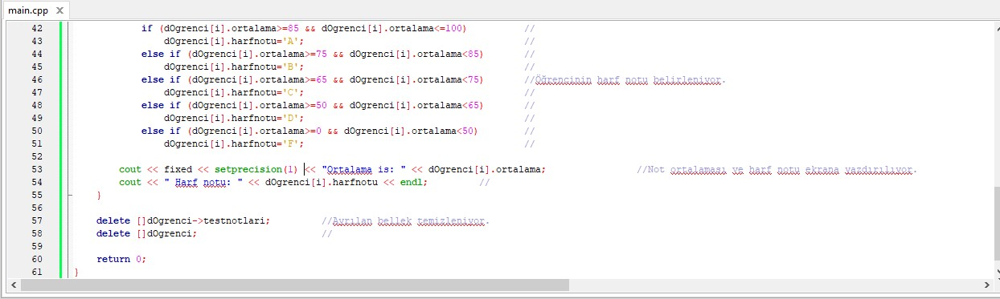 main.cpp X
42 if (dOgrenci[i].ortalama>=85 && dOgrenci[i].ortalama<=100) //
43 dOgrenci[i].harfnotu='A'; //
44 else if (dOgrenci[i].ortalama>=75 && dOgrenci[i].ortalama<85) //
45 dOgrenci[i].harfnotu='B'; //
46 else if (dOgrenci[i].ortalama>=65 && dOgrenci[i].ortalama<75) //Öğrencinin harf notu belirleniyor.
47 dOgrenci[i].harfnotu='C'; //
48 else if (dOgrenci[i].ortalama>=50 && dOgrenci[i].ortalama<65) //
49 dOgrenci[i].harfnotu='D'; //
50 else if (dOgrenci[i].ortalama>=0 && dOgrenci[i].ortalama<50) //
51 dOgrenci[i].harfnotu='F'; //
52
53 cout << fixed << setprecision(1) << "Ortalama is: " << dOgrenci[i].ortalama; //Not ortalaması ve harf notu ekrana yazdırılıyor.
54 cout << " Harf notu: " << dOgrenci[i].harfnotu << endl; //
55 }
56
57 delete []dOgrenci->testnotlari; //Ayrılan bellek temizleniyor.
58 delete []dOgrenci; //
59
60 return 0;
61 }